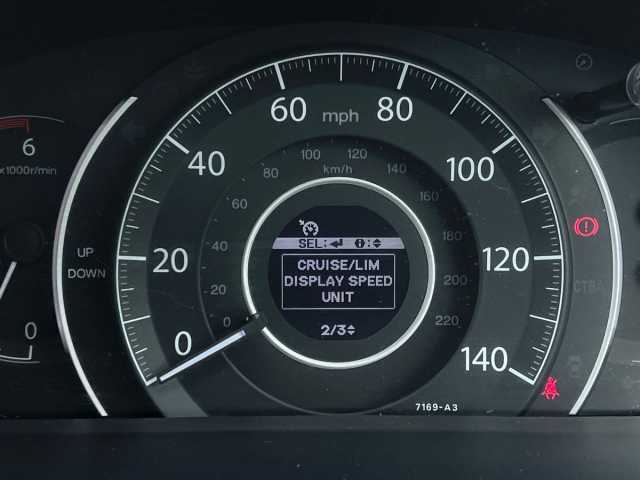 60 mph 80
100 120
km/h
80 140
40 100
6
x1000r/min
60 160
SEL:↵ i:
UP
DOWN
20
40
CRUISE/LIM
DISPLAY SPEED
UNIT
2/3
180
200
220
120
CTBA
20
0
0
0
140
7169-A3